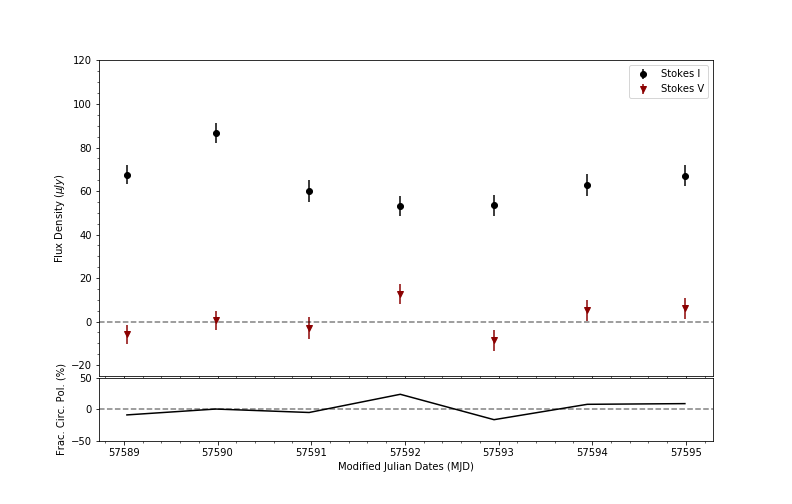 Stokes I
Stokes V
Flux Density (μJy)
120
100
80
60
40
20
0
−20
Frac. Circ. Pol. (%)
50
0
−50
57589 57590 57591 57592 57593 57594 57595
Modified Julian Dates (MJD)